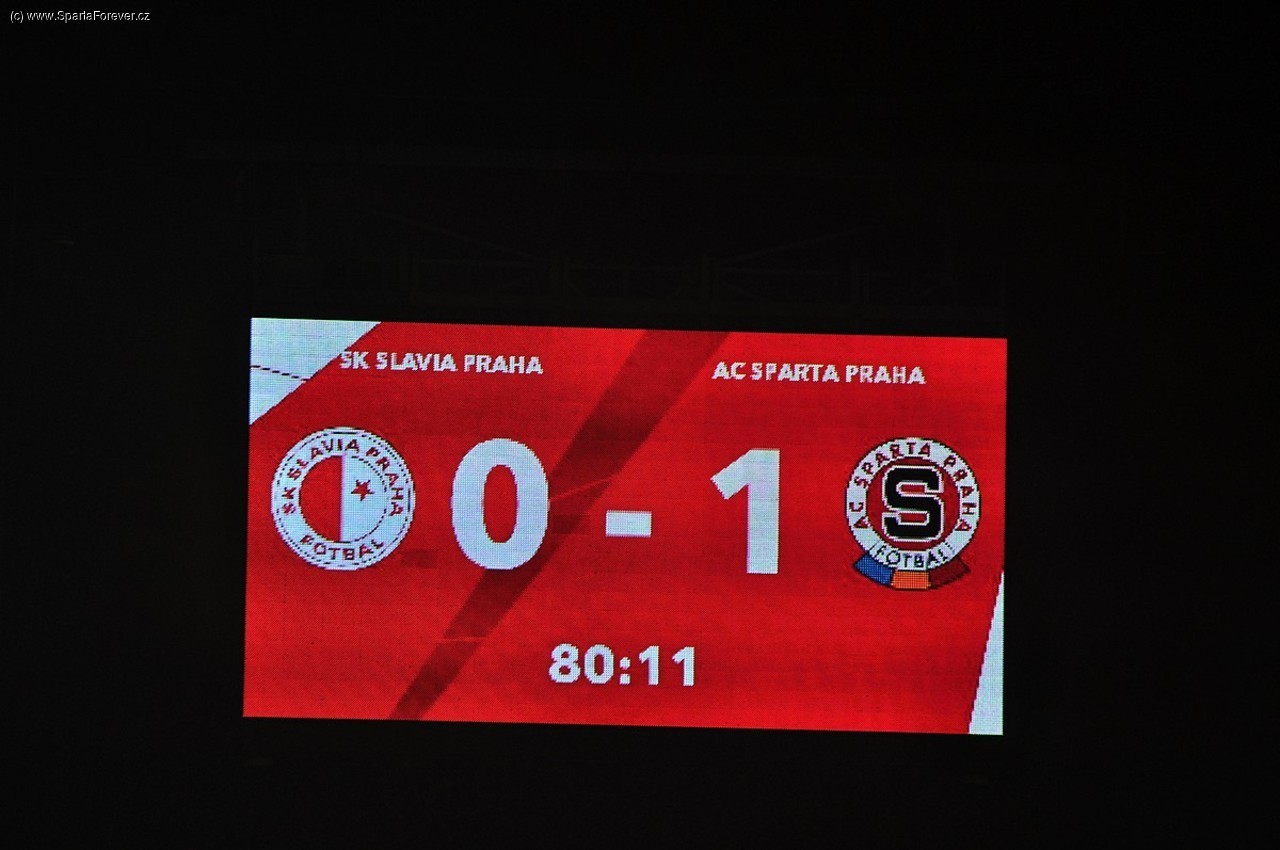 (c) www.SpartaForever.cz
SK SLAVIA PRAHA
AC SPARTA PRAHA
SK SLAVIA PRAHA
FOTBAL
0 - 1
AC SPARTA PRAHA
S
FOTBAL
80:11